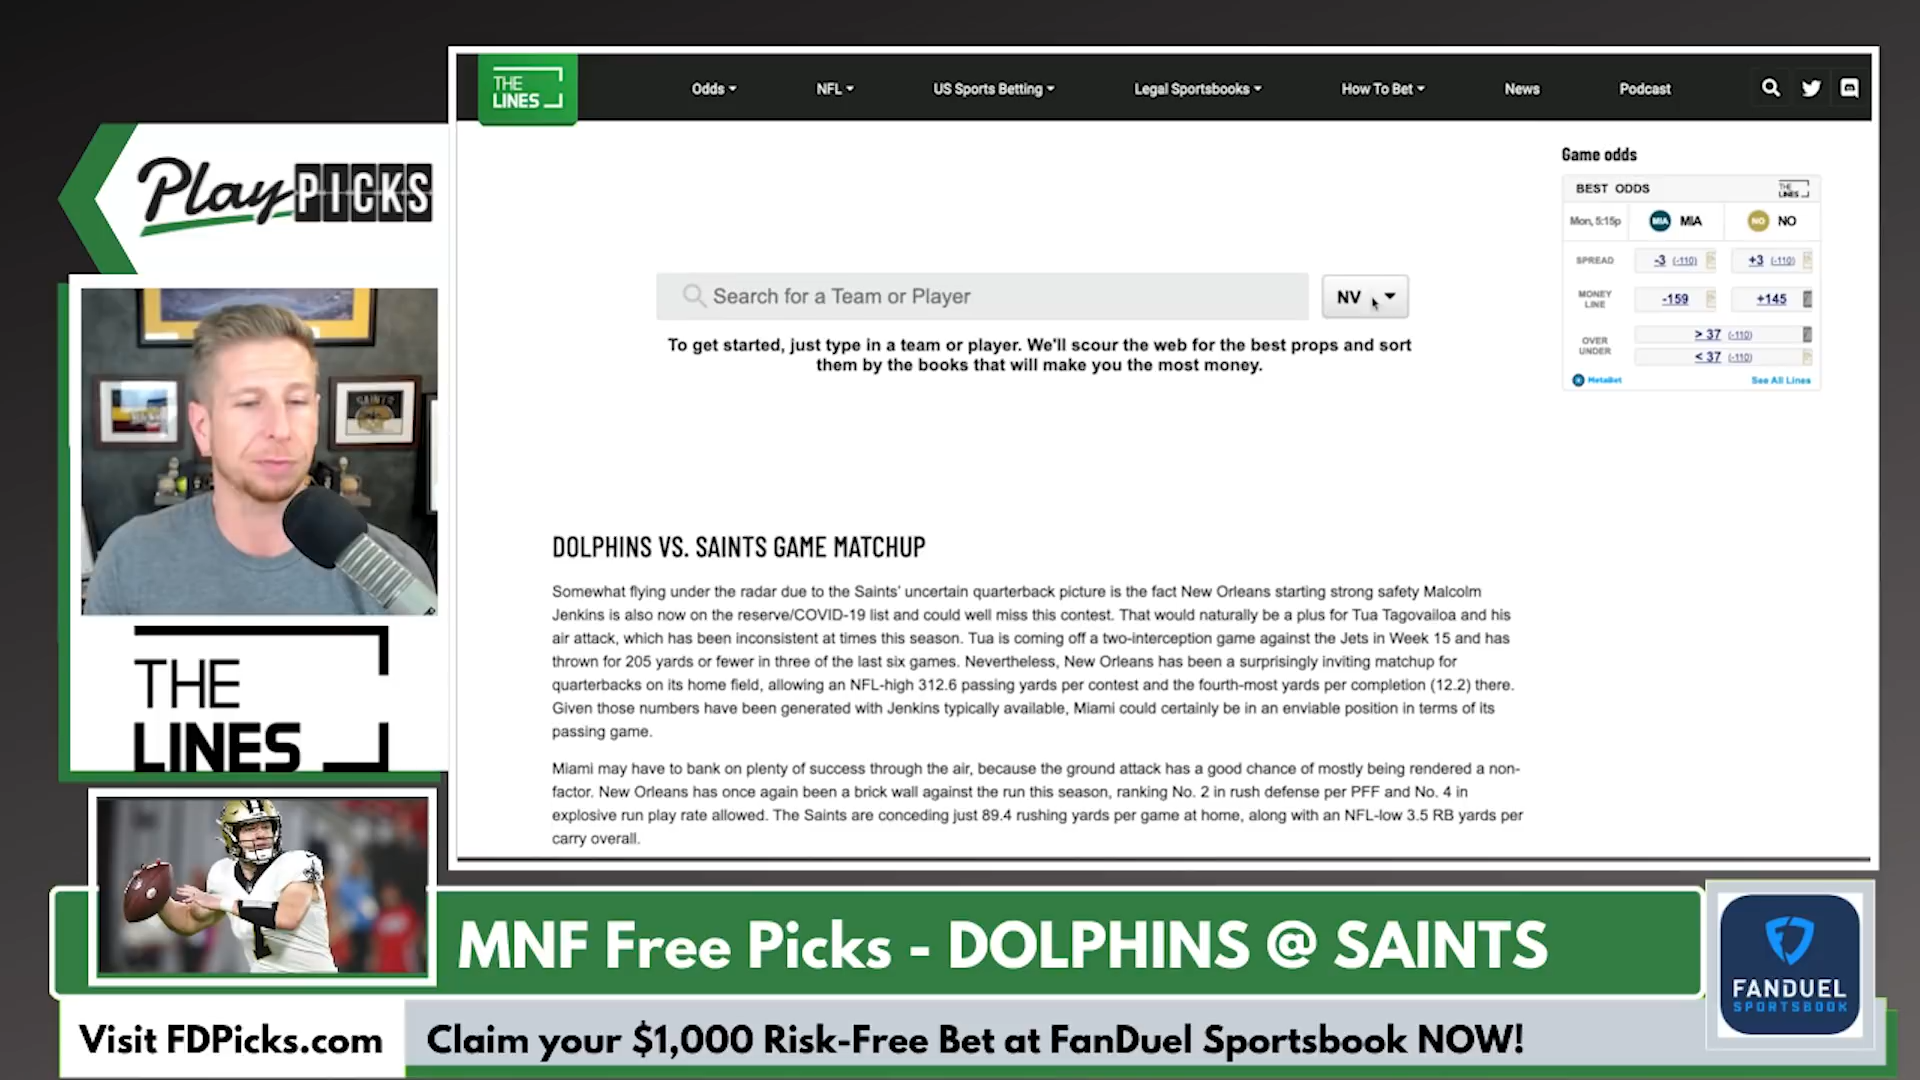 THE
LINES
Odds
NFL
US Sports Betting
Legal Sportsbooks
How To Bet
News
Podcast
PlayPICKS
Search for a Team or Player
NV
To get started, just type in a team or player. We'll scour the web for the best props and sort
them by the books that will make you the most money.
Game odds
BEST ODDS
THE
LINES
Mon, 5:15p
MIA
MIA
NO
NO
SPREAD
-3 (-110)
+3 (-110)
MONEY
LINE
-159
+145
OVER
UNDER
> 37 (-110)
< 37 (-110)
MetaBet
See All Lines
SAINTS
THE
LINES
DOLPHINS VS. SAINTS GAME MATCHUP
Somewhat flying under the radar due to the Saints' uncertain quarterback picture is the fact New Orleans starting strong safety Malcolm
Jenkins is also now on the reserve/COVID-19 list and could well miss this contest. That would naturally be a plus for Tua Tagovailoa and his
air attack, which has been inconsistent at times this season. Tua is coming off a two-interception game against the Jets in Week 15 and has
thrown for 205 yards or fewer in three of the last six games. Nevertheless, New Orleans has been a surprisingly inviting matchup for
quarterbacks on its home field, allowing an NFL-high 312.6 passing yards per contest and the fourth-most yards per completion (12.2) there.
Given those numbers have been generated with Jenkins typically available, Miami could certainly be in an enviable position in terms of its
passing game.
Miami may have to bank on plenty of success through the air, because the ground attack has a good chance of mostly being rendered a non-
factor. New Orleans has once again been a brick wall against the run this season, ranking No. 2 in rush defense per PFF and No. 4 in
explosive run play rate allowed. The Saints are conceding just 89.4 rushing yards per game at home, along with an NFL-low 3.5 RB yards per
carry overall.
MNF Free Picks - DOLPHINS @ SAINTS
FANDUEL
SPORTSBOOK
Visit FDPicks.com
Claim your $1,000 Risk-Free Bet at FanDuel Sportsbook NOW!